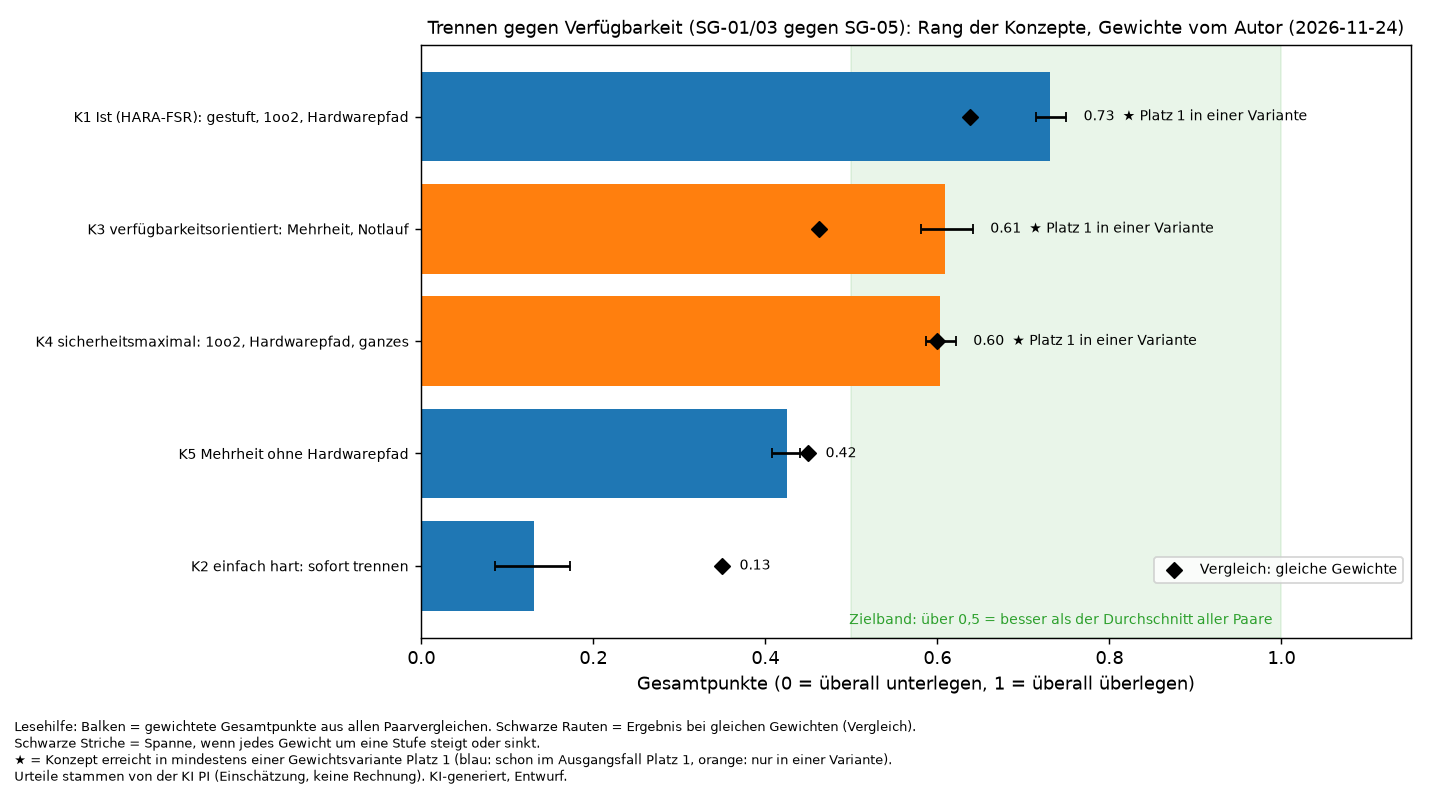 Trennen gegen Verfügbarkeit (SG-01/03 gegen SG-05): Rang der Konzepte, Gewichte vom Autor (2026-11-24)
K1 Ist (HARA-FSR): gestuft, 1oo2, Hardwarepfad
0.73 ★ Platz 1 in einer Variante
K3 verfügbarkeitsorientiert: Mehrheit, Notlauf
0.61 ★ Platz 1 in einer Variante
K4 sicherheitsmaximal: 1oo2, Hardwarepfad, ganzes
0.60 ★ Platz 1 in einer Variante
K5 Mehrheit ohne Hardwarepfad
0.42
K2 einfach hart: sofort trennen
0.13
Vergleich: gleiche Gewichte
Zielband: über 0,5 = besser als der Durchschnitt aller Paare
0.0 0.2 0.4 0.6 0.8 1.0
Gesamtpunkte (0 = überall unterlegen, 1 = überall überlegen)
Lesehilfe: Balken = gewichtete Gesamtpunkte aus allen Paarvergleichen. Schwarze Rauten = Ergebnis bei gleichen Gewichten (Vergleich).
Schwarze Striche = Spanne, wenn jedes Gewicht um eine Stufe steigt oder sinkt.
★ = Konzept erreicht in mindestens einer Gewichtsvariante Platz 1 (blau: schon im Ausgangsfall Platz 1, orange: nur in einer Variante).
Urteile stammen von der KI PI (Einschätzung, keine Rechnung). KI-generiert, Entwurf.